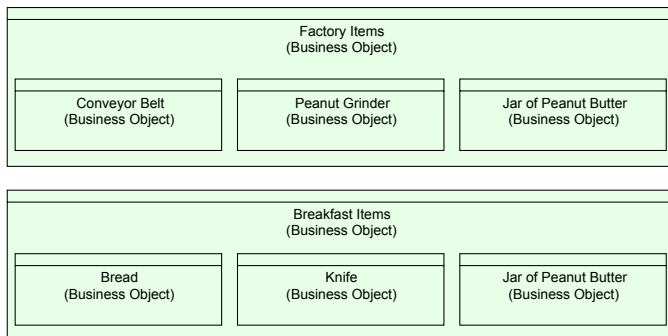 Factory Items
(Business Object)
Conveyor Belt
(Business Object)
Peanut Grinder
(Business Object)
Jar of Peanut Butter
(Business Object)
Breakfast Items
(Business Object)
Bread
(Business Object)
Knife
(Business Object)
Jar of Peanut Butter
(Business Object)